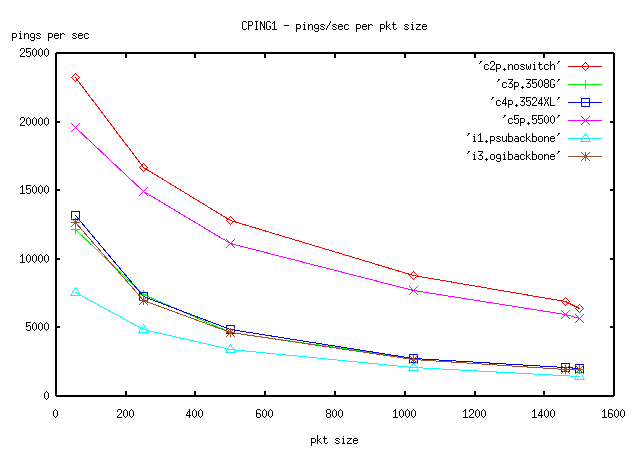 CPING1 - pings/sec per pkt size
pings per sec
25000
20000
15000
10000
5000
0
'c2p.noswitch'
'c3p.3508G'
'c4p.3524XL'
'c5p.5500'
'i1.psubackbone'
'i3.ogibackbone'
0 200 400 600 800 1000 1200 1400 1600
pkt size